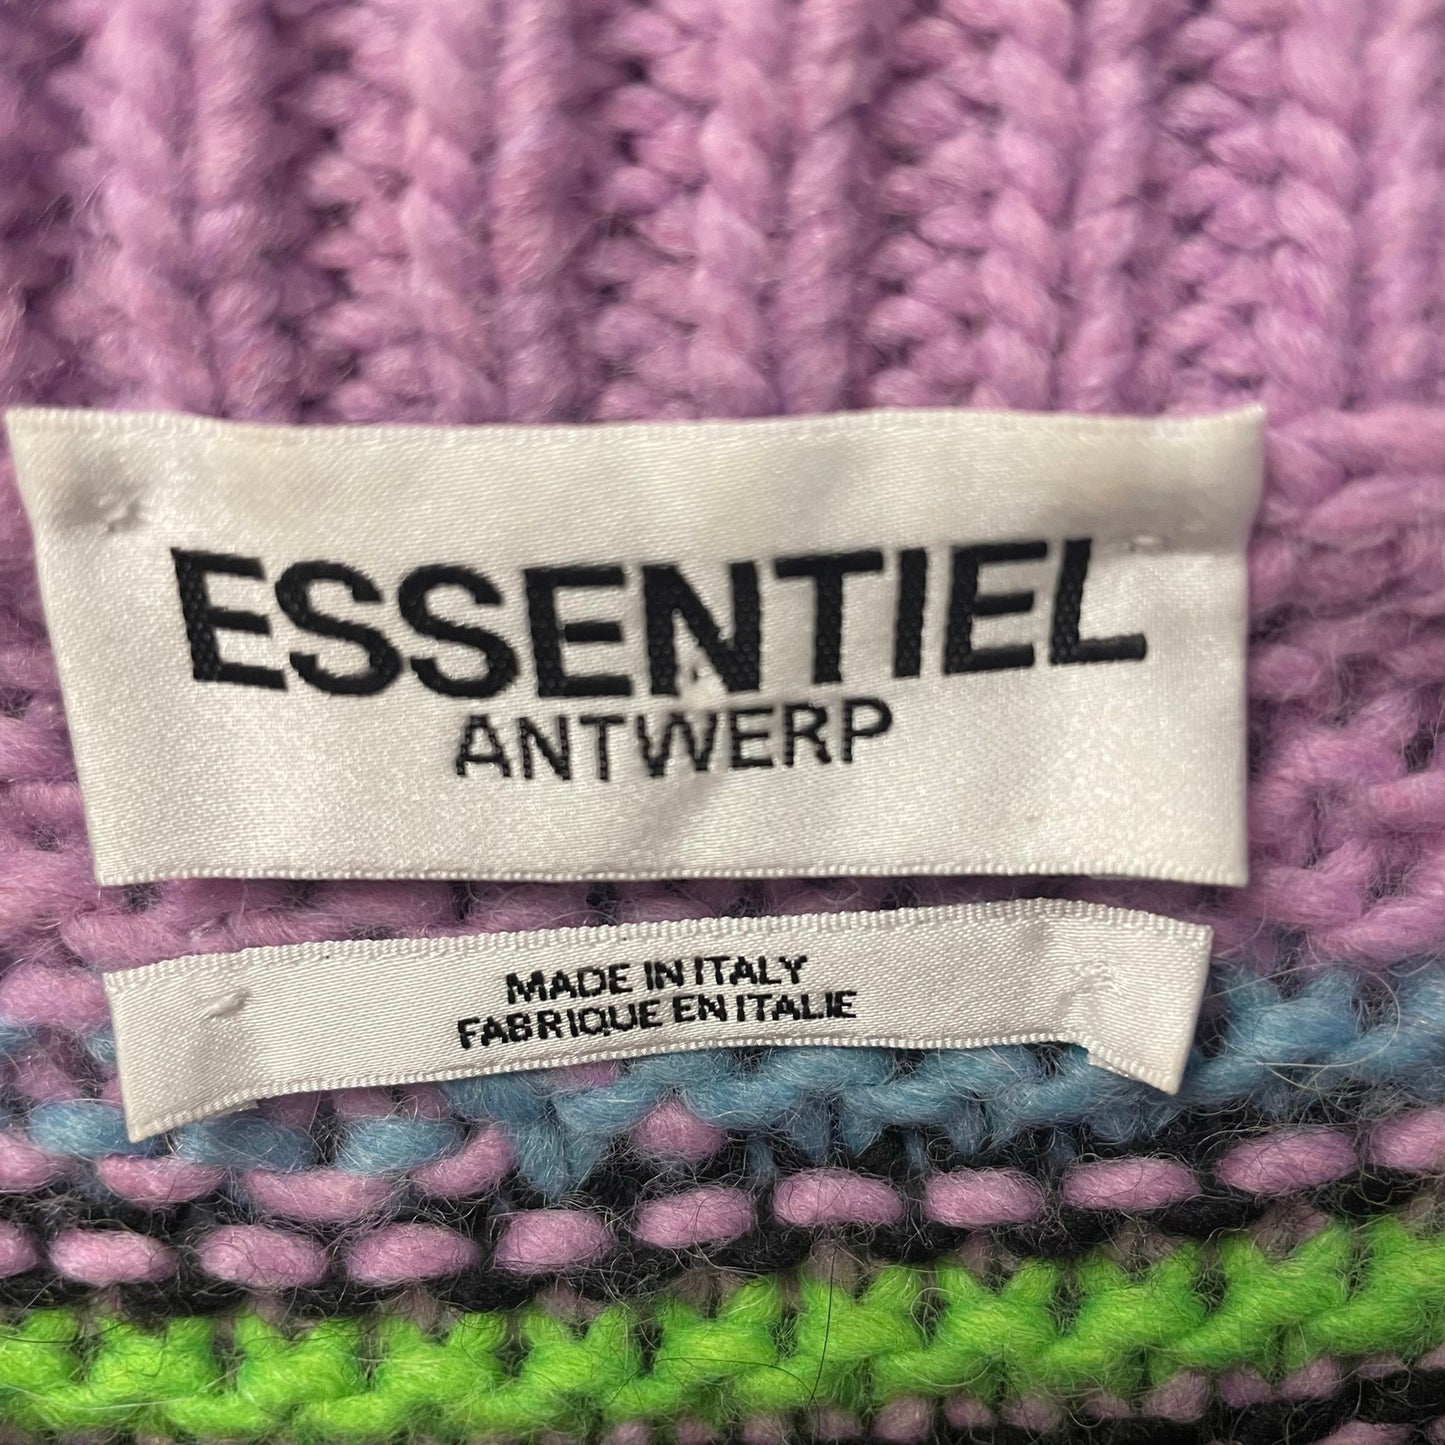 ESSENTIEL
ANTWERP
MADE IN ITALY
FABRIQUE EN ITALIE